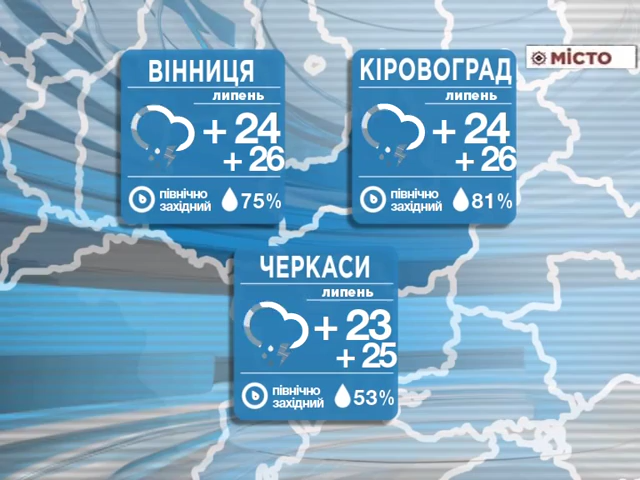 МІСТО
ВІННИЦЯ
липень
+ 24
+ 26
північно
західний
75%
КІРОВОГРАД
липень
+ 24
+ 26
північно
західний
81%
ЧЕРКАСИ
липень
+ 23
+ 25
північно
західний
53%